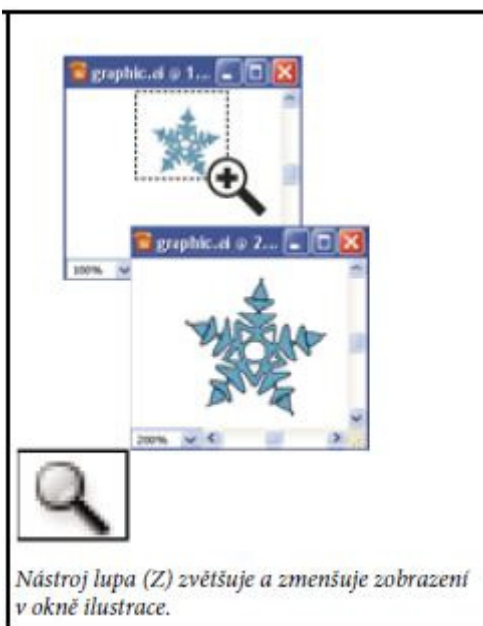 graphic.ai @ 1...
100%
graphic.ai @ 2...
200%
Nástroj lupa (Z) zvětšuje a zmenšuje zobrazení
v okně ilustrace.